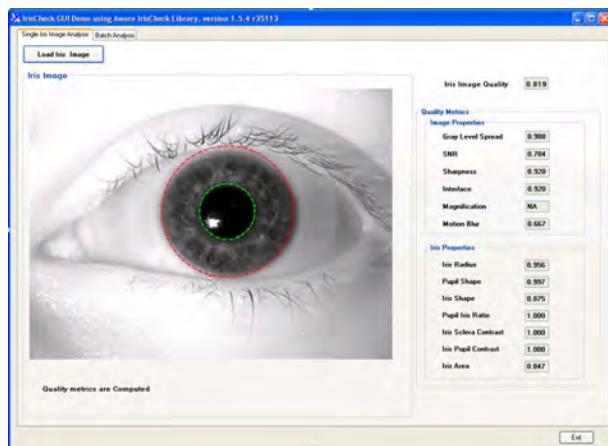 IrisCheck GUI Demo using Aware IrisCheck Library, version 1.5.4 r35113
Single Iris Image Analysis Batch Analysis
Load Iris Image
Iris Image
Iris Image Quality 0.819
Quality Metrics
Image Properties
Gray Level Spread 0.988
SNR 0.704
Sharpness 0.920
Interlace 0.920
Magnification NA
Motion Blur 0.667
Iris Properties
Iris Radius 0.956
Pupil Shape 0.997
Iris Shape 0.875
Pupil Iris Ratio 1.000
Iris Sclera Contrast 1.000
Iris Pupil Contrast 1.000
Iris Area 0.847
Quality metrics are Computed
Exit